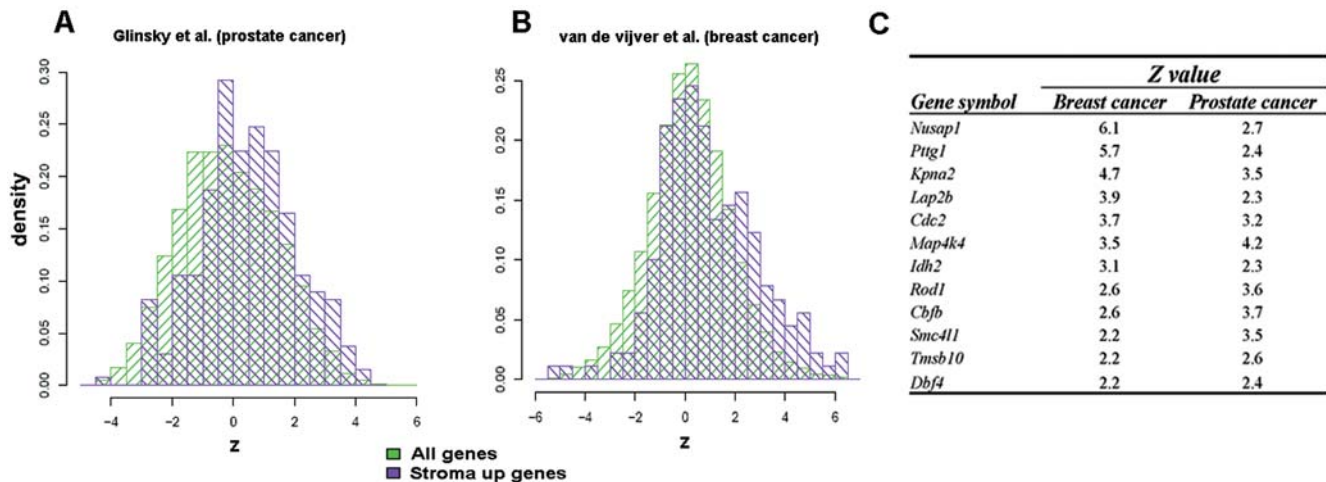 A
Glinsky et al. (prostate cancer)
density
0.30
0.25
0.20
0.15
0.10
0.05
0.00
−4 −2 0 2 4 6
z
B
van de vijver et al. (breast cancer)
0.25
0.20
0.15
0.10
0.05
0.00
−6 −4 −2 0 2 4 6
z
All genes
Stroma up genes
C
Z value
Gene symbol Breast cancer Prostate cancer
Nusap1 6.1 2.7
Pttg1 5.7 2.4
Kpna2 4.7 3.5
Lap2b 3.9 2.3
Cdc2 3.7 3.2
Map4k4 3.5 4.2
Idh2 3.1 2.3
Rod1 2.6 3.6
Cbfb 2.6 3.7
Smc4l1 2.2 3.5
Tmsb10 2.2 2.6
Dbf4 2.2 2.4